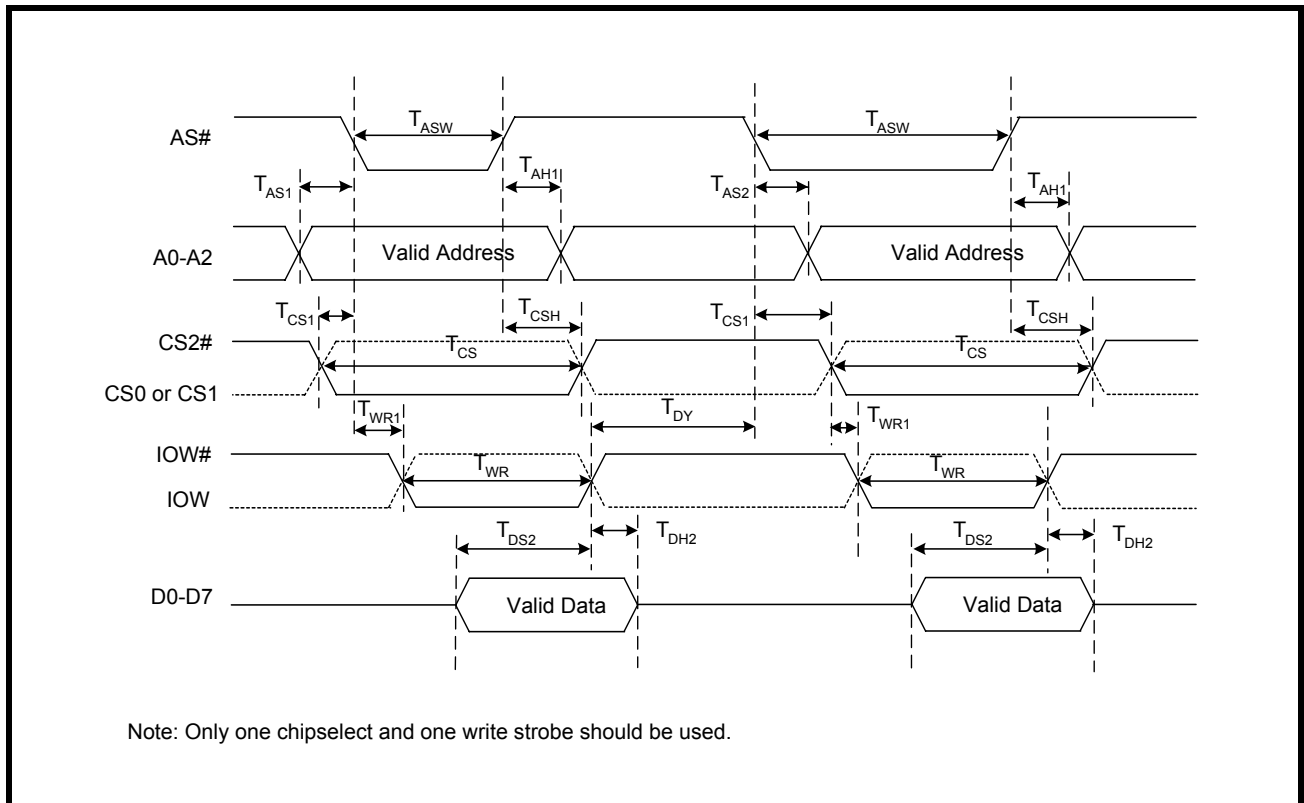 AS#
T_ASW
T_ASW
T_AS1
T_AH1
T_AS2
T_AH1
A0-A2
Valid Address
Valid Address
T_CS1
T_CSH
T_CS1
T_CSH
CS2#
T_CS
T_CS
CS0 or CS1
T_WR1
T_DY
T_WR1
IOW#
T_WR
T_WR
IOW
T_DS2
T_DH2
T_DS2
T_DH2
D0-D7
Valid Data
Valid Data
Note: Only one chipselect and one write strobe should be used.